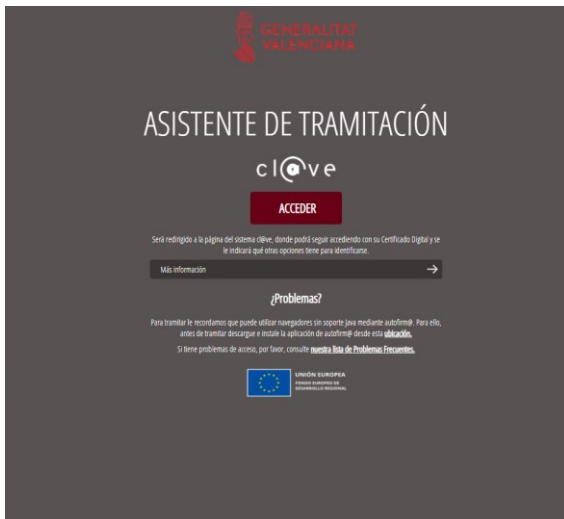 GENERALITAT
VALENCIANA
ASISTENTE DE TRAMITACIÓN
cl@ve
ACCEDER
Será redirigido a la página del sistema cl@ve, donde podrá seguir accediendo con su Certificado Digital y se
le indicará qué otras opciones tiene para identificarse.
Más información
¿Problemas?
Para tramitar le recordamos que puede utilizar navegadores sin soporte Java mediante autofirm@. Para ello,
antes de tramitar descargue e instale la aplicación de autofirm@ desde esta ubicación.
Si tiene problemas de acceso, por favor, consulte nuestra lista de Problemas Frecuentes.
UNIÓN EUROPEA
FONDO EUROPEO DE
DESARROLLO REGIONAL